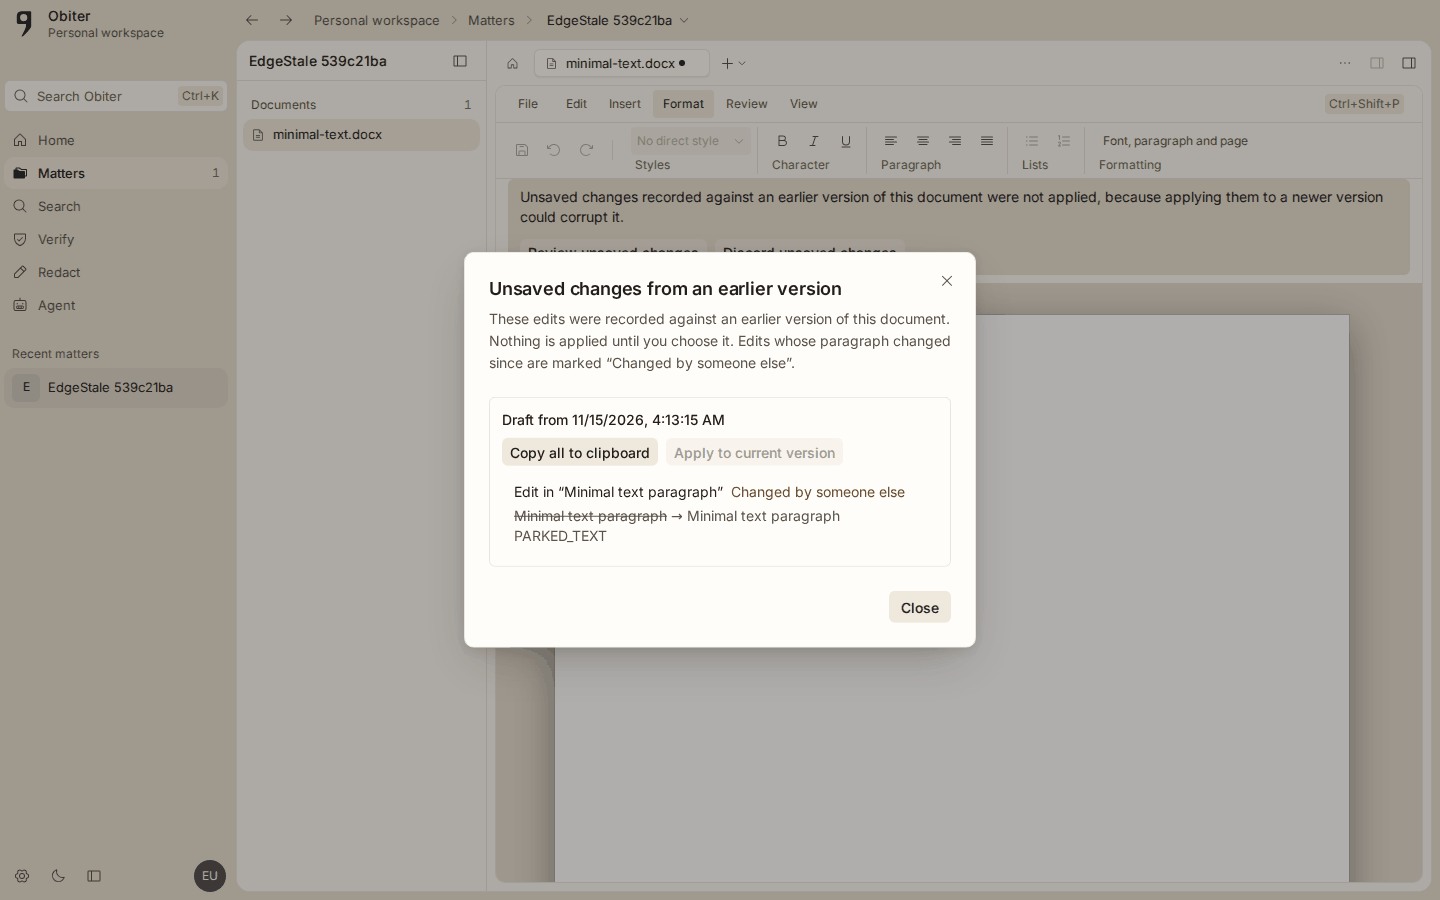 Obiter
Personal workspace
Search Obiter
Ctrl+K
Home
Matters
1
Search
Verify
Redact
Agent
Recent matters
E
EdgeStale 539c21ba
EU
Personal workspace
Matters
EdgeStale 539c21ba
EdgeStale 539c21ba
Documents
1
minimal-text.docx
minimal-text.docx
File
Edit
Insert
Format
Review
View
Ctrl+Shift+P
No direct style
Styles
B
I
U
Character
Paragraph
Lists
Font, paragraph and page
Formatting
Unsaved changes recorded against an earlier version of this document were not applied, because applying them to a newer version
could corrupt it.
Review unsaved changes
Discard unsaved changes
Unsaved changes from an earlier version
These edits were recorded against an earlier version of this document.
Nothing is applied until you choose it. Edits whose paragraph changed
since are marked “Changed by someone else”.
Draft from 11/15/2026, 4:13:15 AM
Copy all to clipboard
Apply to current version
Edit in “Minimal text paragraph” Changed by someone else
Minimal text paragraph → Minimal text paragraph
PARKED_TEXT
Close